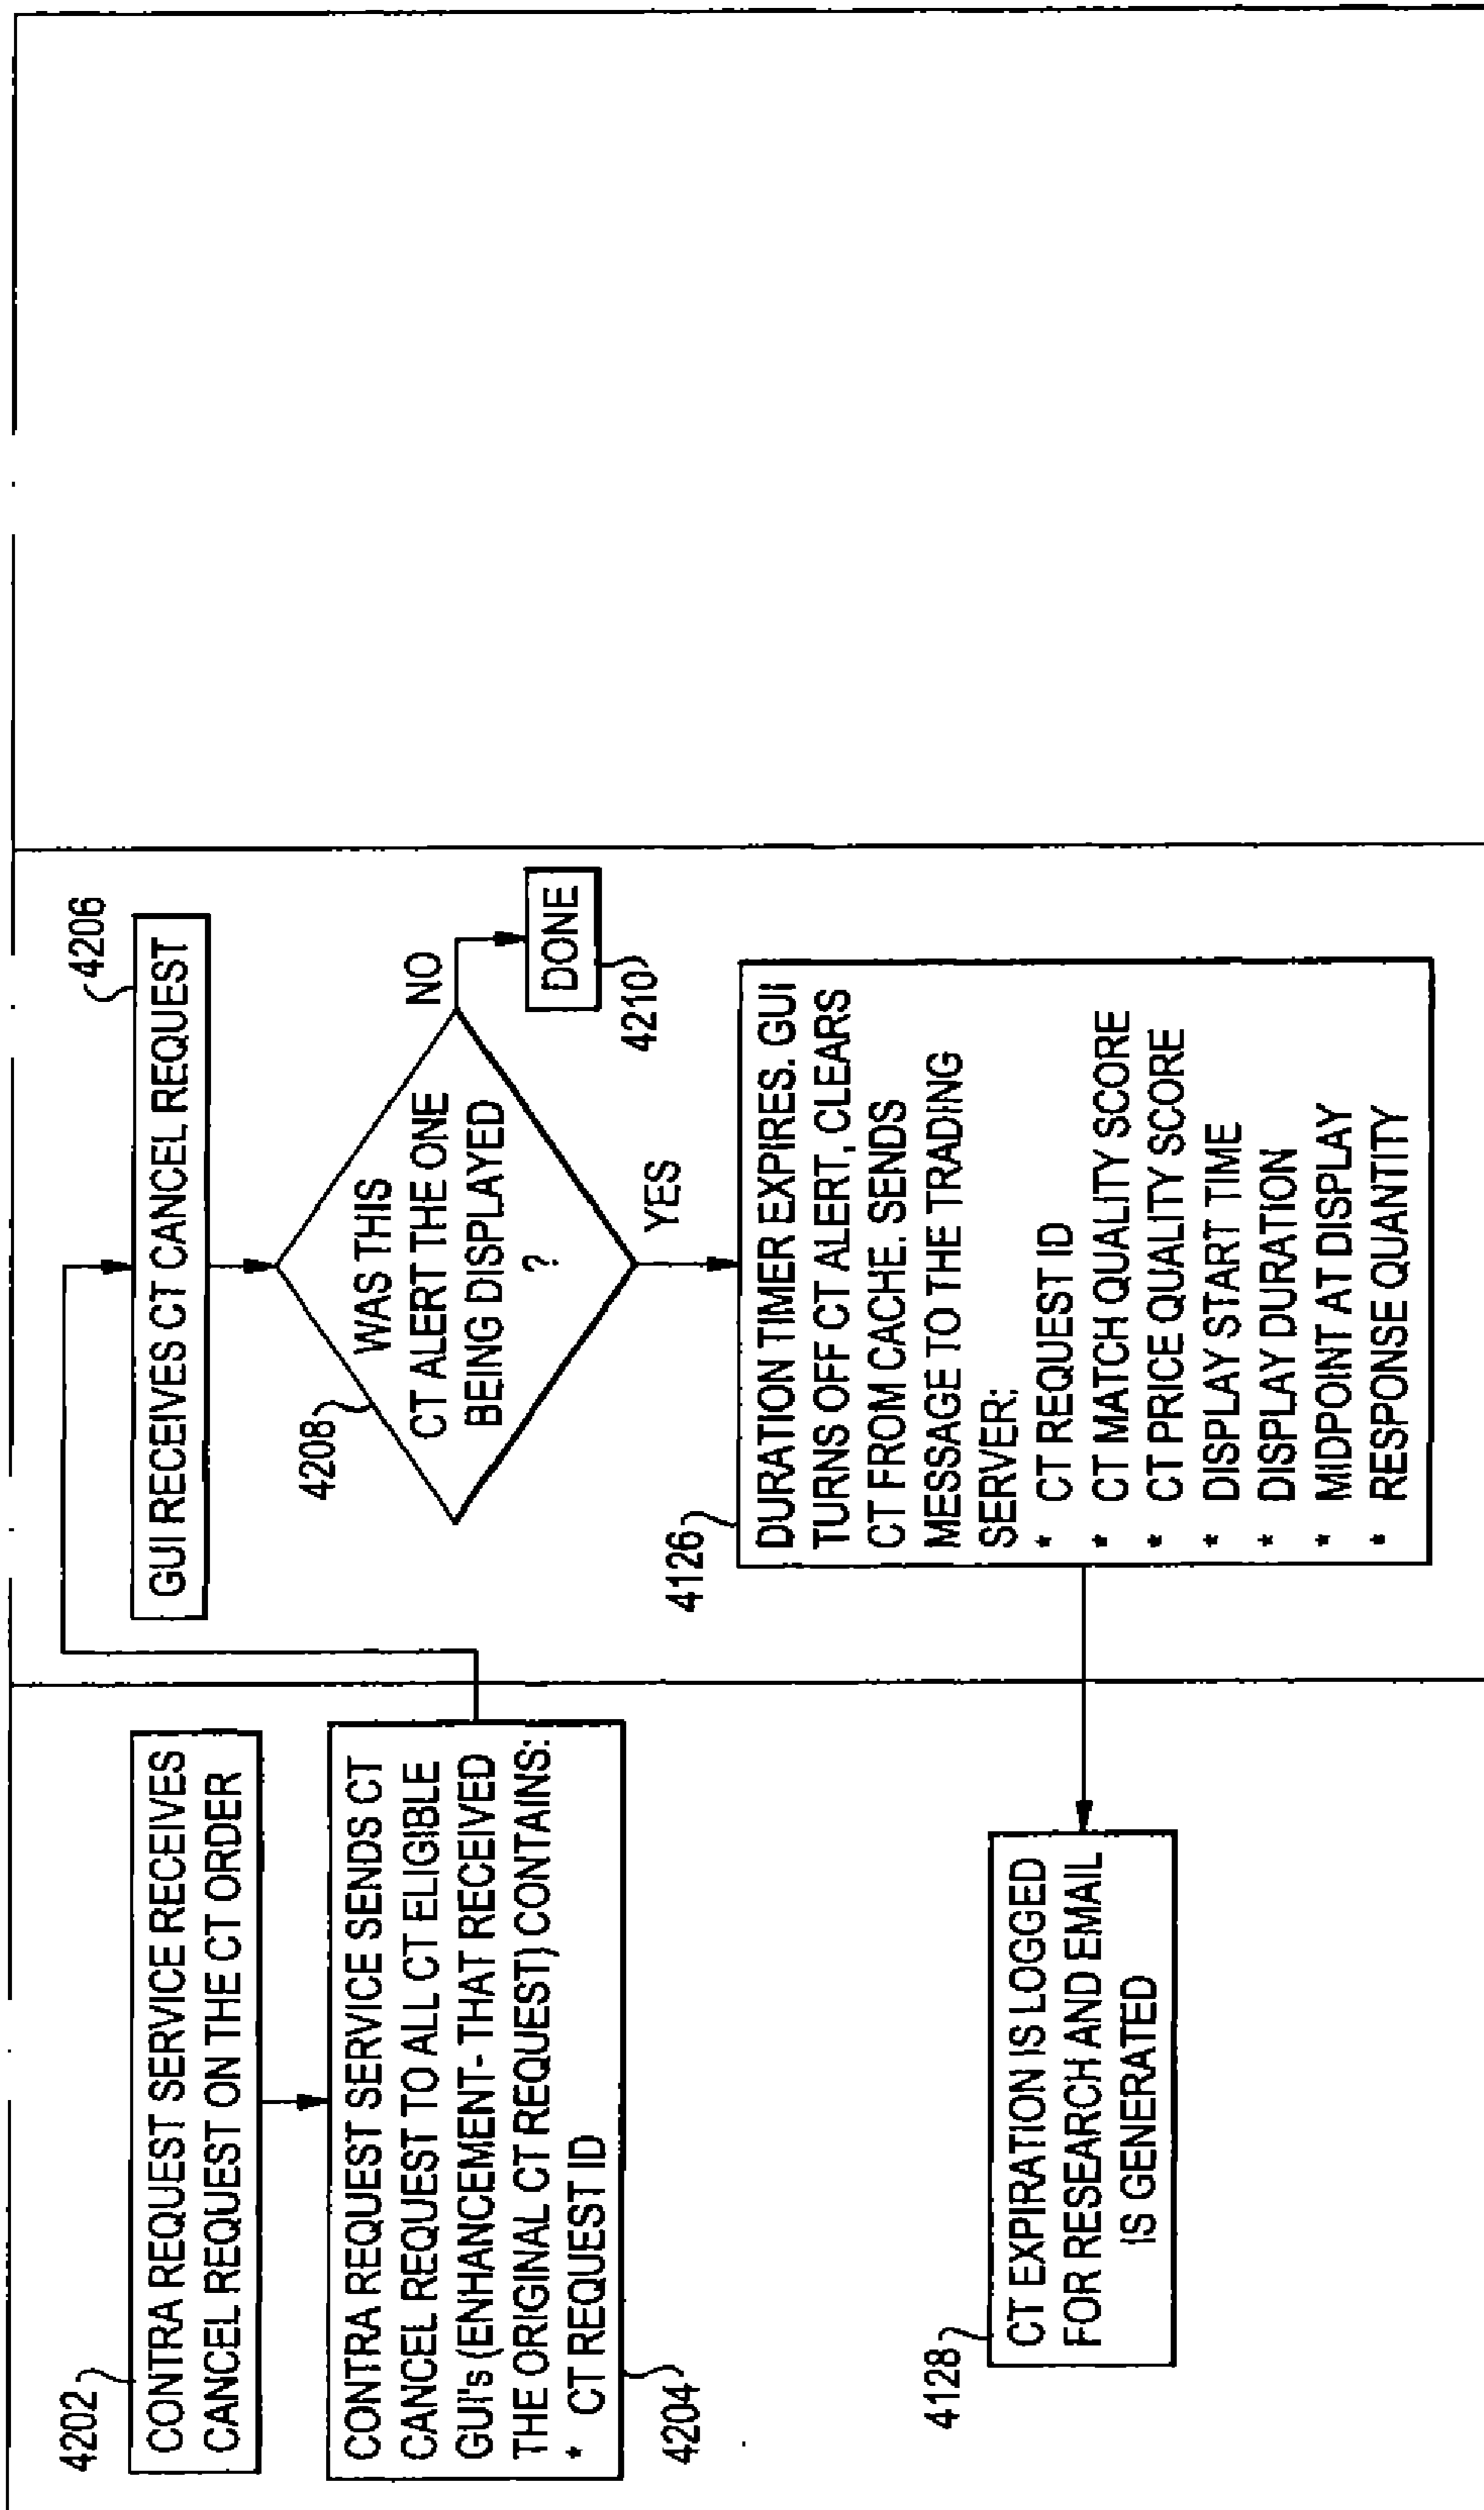 4202
CONTRA REQUEST SERVICE RECEIVES
CANCEL REQUEST ON THE CT ORDER
CONTRA REQUEST SERVICE SENDS CT
CANCEL REQUEST TO ALL CT ELIGIBLE
GUI's (ENHANCEMENT- THAT RECEIVED
THE ORIGINAL CT REQUEST) CONTAINS:
* CT REQUEST ID
4204
4206
GUI RECEIVES CT CANCEL REQUEST
4208
WAS THIS
CT ALERT THE ONE
BEING DISPLAYED
?
NO
DONE
4210
YES
4126
DURATION TIMER EXPIRES. GUI
TURNS OFF CT ALERT, CLEARS
CT FROM CACHE. SENDS
MESSAGE TO THE TRADING
SERVER:
* CT REQUEST ID
* CT MATCH QUALITY SCORE
* CT PRICE QUALITY SCORE
* DISPLAY START TIME
* DISPLAY DURATION
* MIDPOINT AT DISPLAY
* RESPONSE QUANTITY
4128
CT EXPIRATION IS LOGGED
FOR RESEARCH AND EMAIL
IS GENERATED